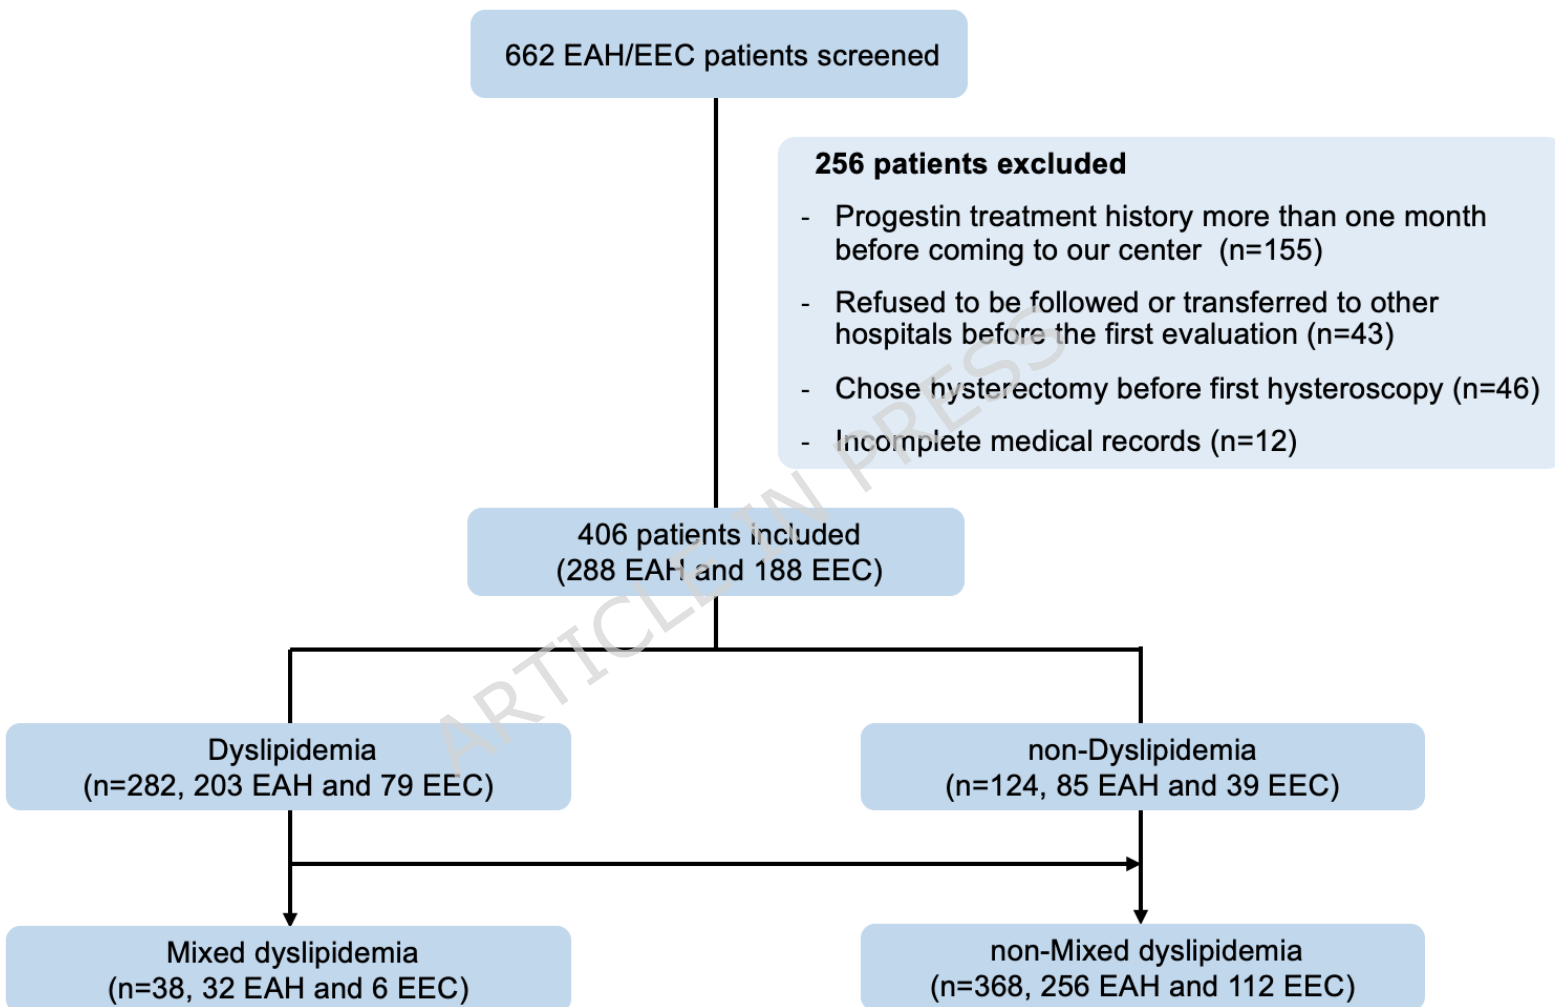 662 EAH/EEC patients screened
256 patients excluded
- Progestin treatment history more than one month
before coming to our center (n=155)
- Refused to be followed or transferred to other
hospitals before the first evaluation (n=43)
- Chose hysterectomy before first hysteroscopy (n=46)
- Incomplete medical records (n=12)
406 patients included
(288 EAH and 188 EEC)
ARTICLE IN PRESS
Dyslipidemia
(n=282, 203 EAH and 79 EEC)
non-Dyslipidemia
(n=124, 85 EAH and 39 EEC)
Mixed dyslipidemia
(n=38, 32 EAH and 6 EEC)
non-Mixed dyslipidemia
(n=368, 256 EAH and 112 EEC)